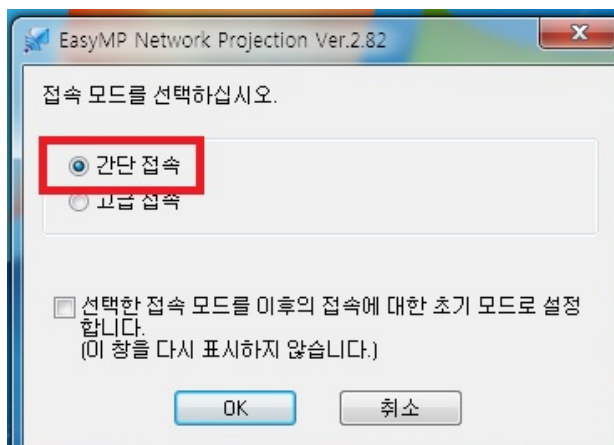 EasyMP Network Projection Ver.2.82
접속 모드를 선택하십시오.
간단 접속
고급 접속
선택한 접속 모드를 이후의 접속에 대한 초기 모드로 설정
합니다.
(이 창을 다시 표시하지 않습니다.)
OK 취소